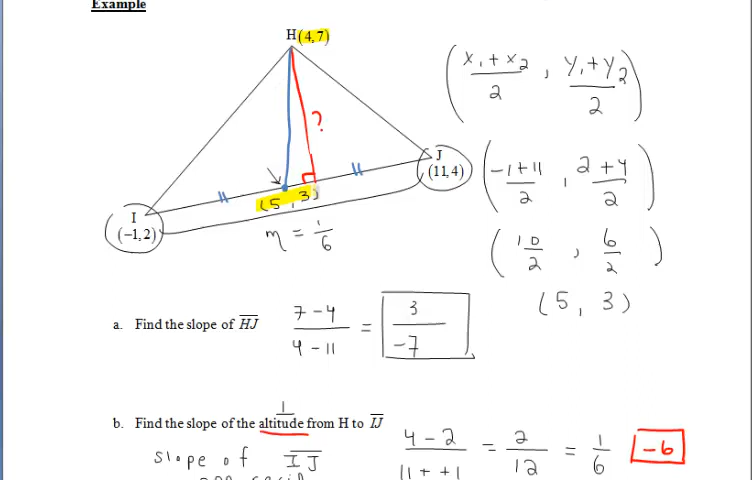 Example
H(4,7)
( x₁ + x₂ / 2 , y₁ + y₂ / 2 )
?
J
(11,4)
( -1 + 11 / 2 , 2 + 4 / 2 )
(5, 3)
I
(-1,2)
m = 1/6
( 10/2 , 6/2 )
(5, 3)
a. Find the slope of HJ
7 - 4 / 4 - 11 = 3 / -7
b. Find the slope of the altitude from H to IJ
4 - 2 / 11 + +1 = 2/12 = 1/6 -6
slope of IJ